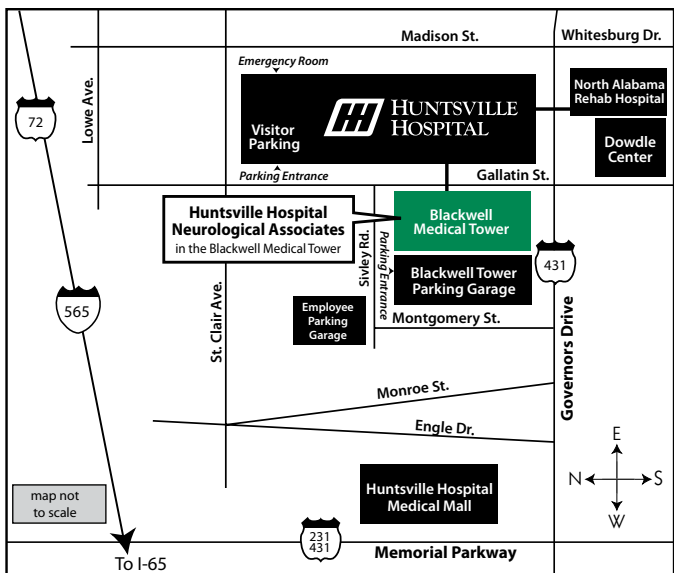 Madison St.
Whitesburg Dr.
Emergency Room
Lowe Ave.
72
HUNTSVILLE
HOSPITAL
Visitor
Parking
North Alabama
Rehab Hospital
Dowdle
Center
Parking Entrance
Gallatin St.
Huntsville Hospital
Neurological Associates
in the Blackwell Medical Tower
Blackwell
Medical Tower
Sivley Rd.
Parking Entrance
Blackwell Tower
Parking Garage
431
565
St. Clair Ave.
Employee
Parking
Garage
Montgomery St.
Governors Drive
Monroe St.
Engle Dr.
E
N
S
W
map not
to scale
Huntsville Hospital
Medical Mall
231
431
Memorial Parkway
To I-65